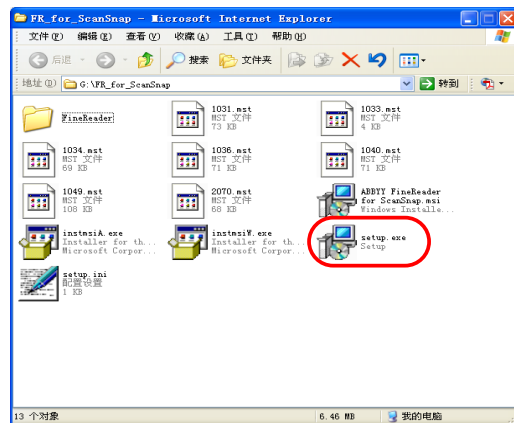 FR_for_ScanSnap - Microsoft Internet Explorer
文件(F) 编辑(E) 查看(V) 收藏(A) 工具(T) 帮助(H)
后退 搜索 文件夹
地址(D) G:\FR_for_ScanSnap 转到
FineReader
1031.mst
MST 文件
73 KB
1033.mst
MST 文件
4 KB
1034.mst
MST 文件
69 KB
1036.mst
MST 文件
71 KB
1040.mst
MST 文件
71 KB
1049.mst
MST 文件
108 KB
2070.mst
MST 文件
68 KB
ABBYY FineReader
for ScanSnap.msi
Windows Installe...
instmsiA.exe
Installer for th...
Microsoft Corpor...
instmsiW.exe
Installer for th...
Microsoft Corpor...
setup.exe
Setup
setup.ini
配置设置
1 KB
13 个对象 6.46 MB 我的电脑